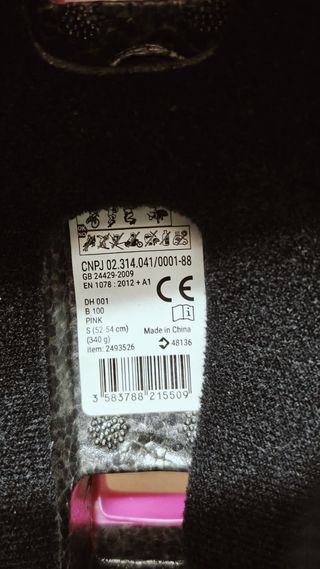 CNPJ 02.314.041/0001-88
GB 24429-2009
EN 1078 : 2012 + A1
CE
DH 001
B 100
PINK
S (52-54 cm)
Made in China
(340 g)
48136
Item: 2493526
3 583788 215509